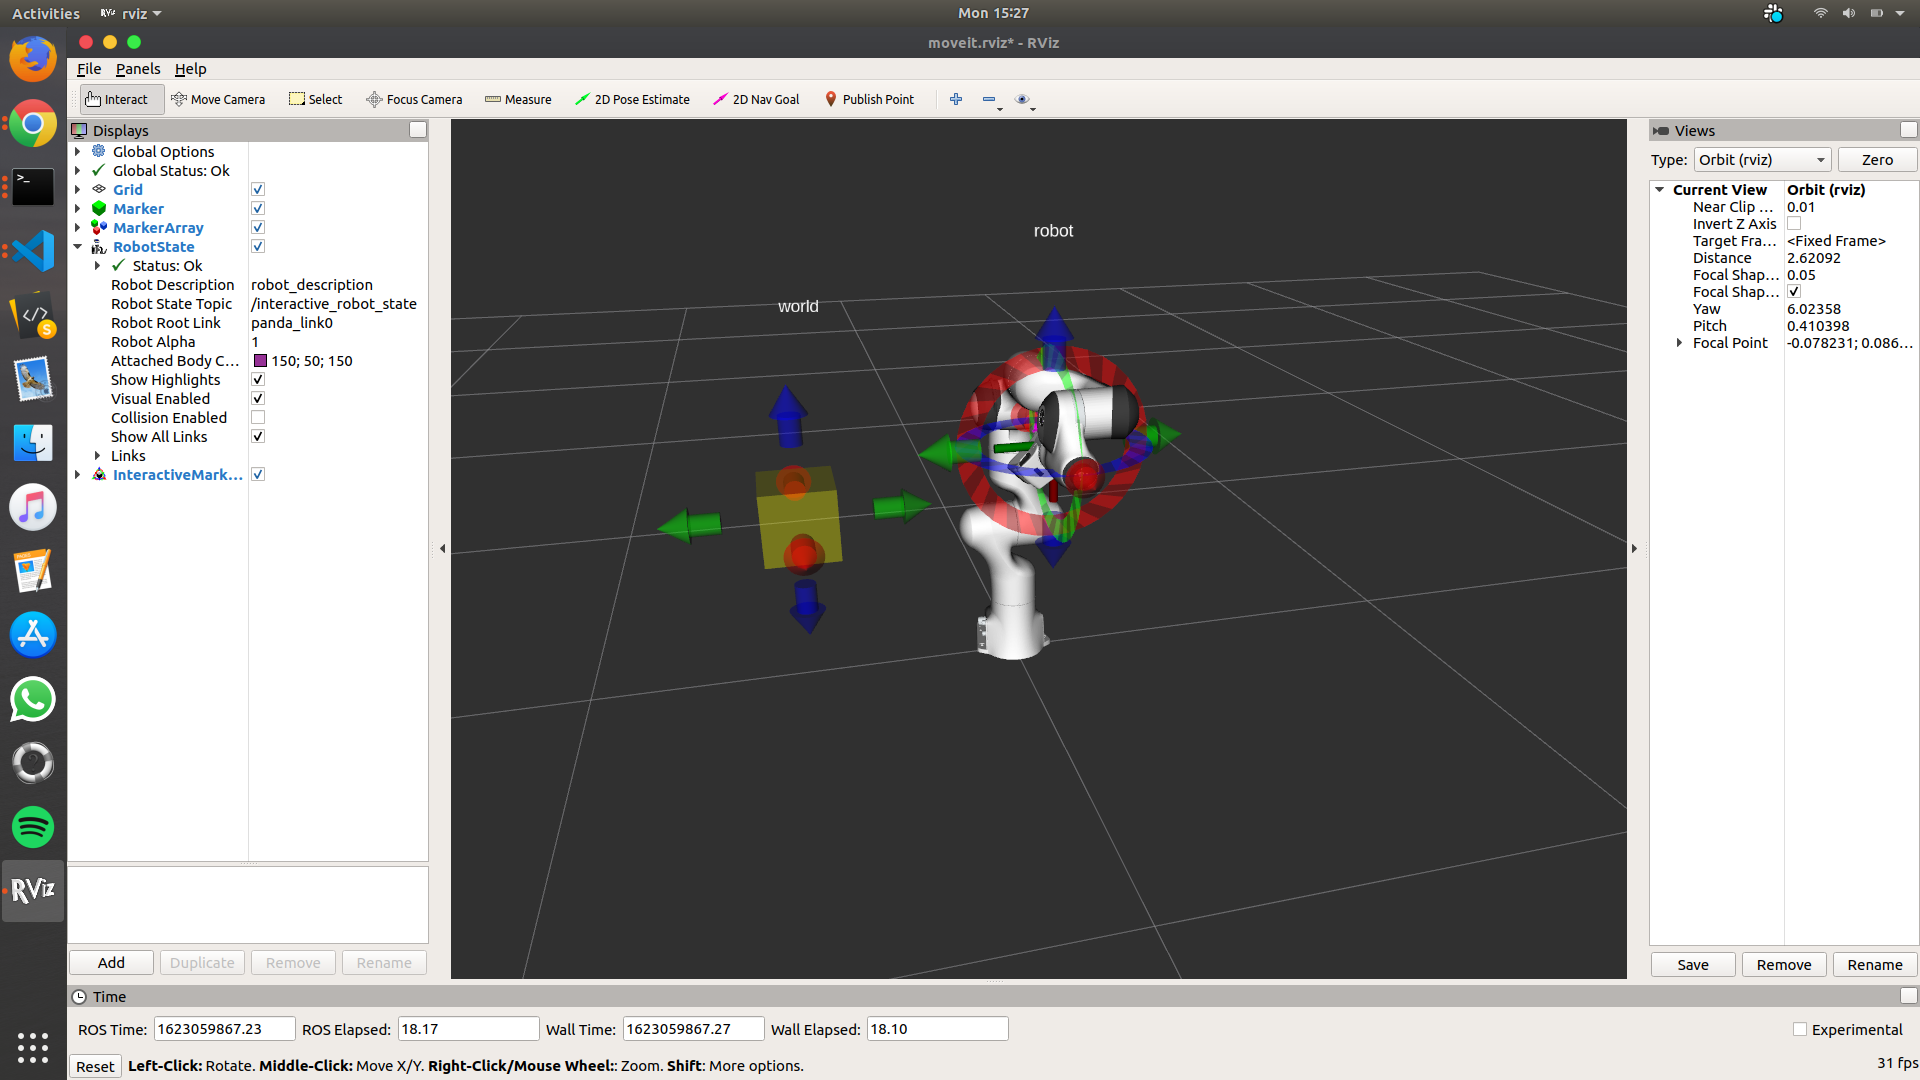 Activities RViz rviz Mon 15:27
moveit.rviz* - RViz
File Panels Help
Interact Move Camera Select Focus Camera Measure 2D Pose Estimate 2D Nav Goal Publish Point
Displays
Global Options
Global Status: Ok
Grid
Marker
MarkerArray
RobotState
Status: Ok
Robot Description robot_description
Robot State Topic /interactive_robot_state
Robot Root Link panda_link0
Robot Alpha 1
Attached Body C... 150; 50; 150
Show Highlights
Visual Enabled
Collision Enabled
Show All Links
Links
InteractiveMark...
Add Duplicate Remove Rename
robot
world
Views
Type: Orbit (rviz) Zero
Current View Orbit (rviz)
Near Clip ... 0.01
Invert Z Axis
Target Fra... <Fixed Frame>
Distance 2.62092
Focal Shap... 0.05
Focal Shap...
Yaw 6.02358
Pitch 0.410398
Focal Point -0.078231; 0.086...
Save Remove Rename
RViz
Time
ROS Time: 1623059867.23 ROS Elapsed: 18.17 Wall Time: 1623059867.27 Wall Elapsed: 18.10 Experimental
Reset Left-Click: Rotate. Middle-Click: Move X/Y. Right-Click/Mouse Wheel:: Zoom. Shift: More options. 31 fps